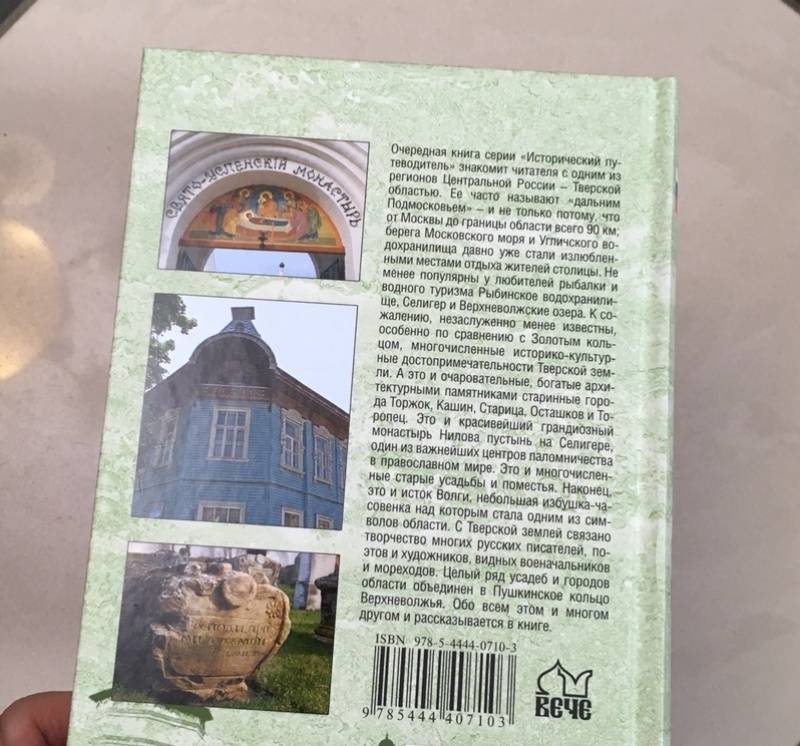 СВЯТО-УСПЕНСКІЙ МОНАСТЫРЬ
Очередная книга серии «Исторический пу-
теводитель» знакомит читателя с одним из
регионов Центральной России – Тверской
областью. Ее часто называют «дальним
Подмосковьем» – и не только потому, что
от Москвы до границы области всего 90 км;
берега Московского моря и Угличского во-
дохранилища давно уже стали излюблен-
ными местами отдыха жителей столицы. Не
менее популярны у любителей рыбалки и
водного туризма Рыбинское водохранили-
ще, Селигер и Верхневолжские озера. К со-
жалению, незаслуженно менее известны,
особенно по сравнению с Золотым коль-
цом, многочисленные историко-культур-
ные достопримечательности Тверской зем-
ли. А это и очаровательные, богатые архи-
тектурными памятниками старинные горо-
да Торжок, Кашин, Старица, Осташков и То-
ропец. Это и красивейший грандиозный
монастырь Нилова пустынь на Селигере,
один из важнейших центров паломничества
в православном мире. Это и многочислен-
ные старые усадьбы и поместья. Наконец,
это и исток Волги, небольшая избушка-ча-
совенка над которым стала одним из сим-
волов области. С Тверской землей связано
творчество многих русских писателей, по-
этов и художников, видных военачальников
и мореходов. Целый ряд усадеб и городов
области объединен в Пушкинское кольцо
Верхневолжья. Обо всем этом и многом
другом и рассказывается в книге.
ISBN 978-5-4444-0710-3
9 785444 407103
ВЕЧЕ